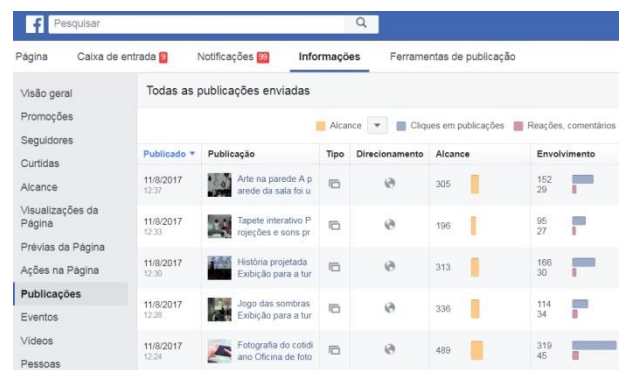 f Pesquisar
Página Caixa de entrada 9 Notificações 99 Informações Ferramentas de publicação
Visão geral
Promoções
Seguidores
Curtidas
Alcance
Visualizações da
Página
Prévias da Página
Ações na Página
Publicações
Eventos
Vídeos
Pessoas
Todas as publicações enviadas
Alcance Cliques em publicações Reações, comentários
Publicado Publicação Tipo Direcionamento Alcance Envolvimento
11/8/2017 Arte na parede A p 305 152
12:37 arede da sala foi u 29
11/8/2017 Tapete interativo P 196 95
12:33 rojeções e sons pr 27
11/8/2017 História projetada 313 166
12:30 Exibição para a tur 30
11/8/2017 Jogo das sombras 336 114
12:28 Exibição para a tur 34
11/8/2017 Fotografia do cotidi 489 319
12:24 ano Oficina de foto 45